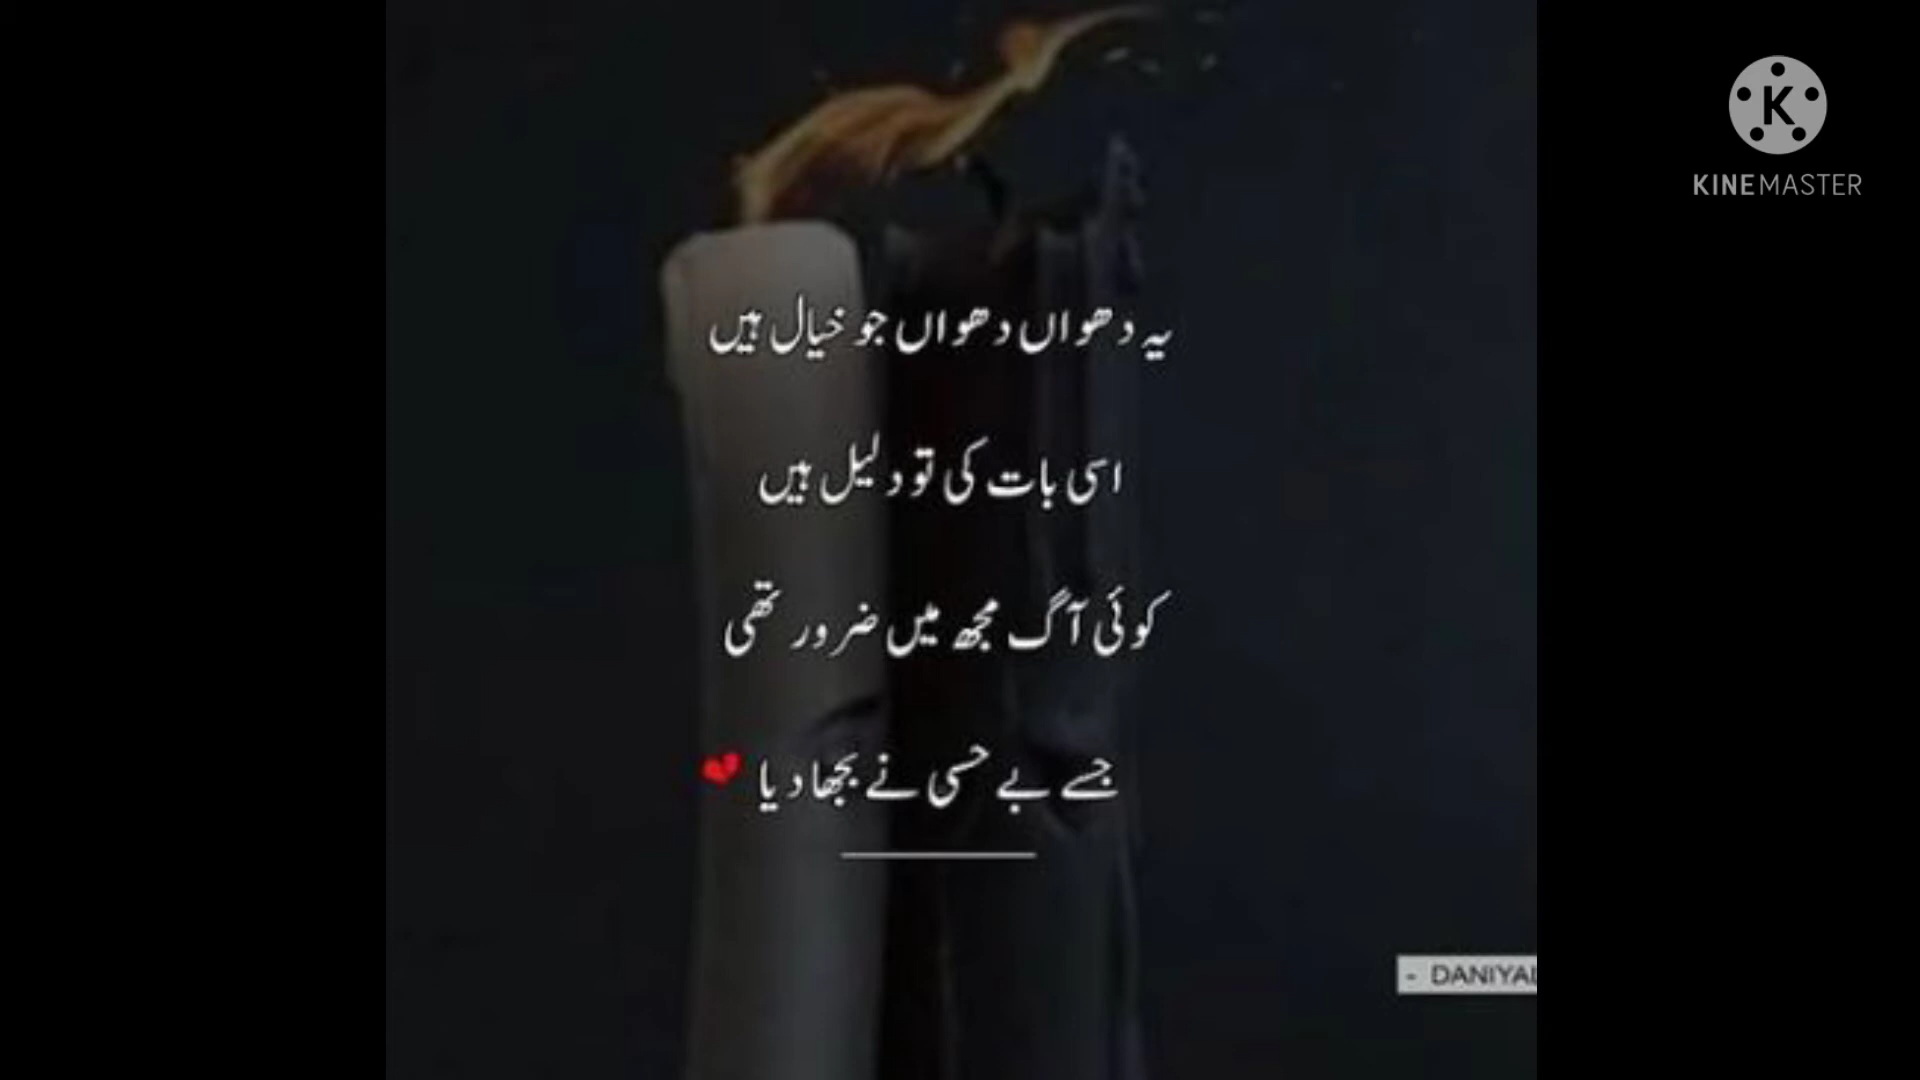 KINEMASTER
یہ دھواں دھواں جو خیال ہیں
اسی بات کی تو دلیل ہیں
کوئی آگ مجھ میں ضرور تھی
جسے بے حسی نے بجھا دیا
- DANIYAL